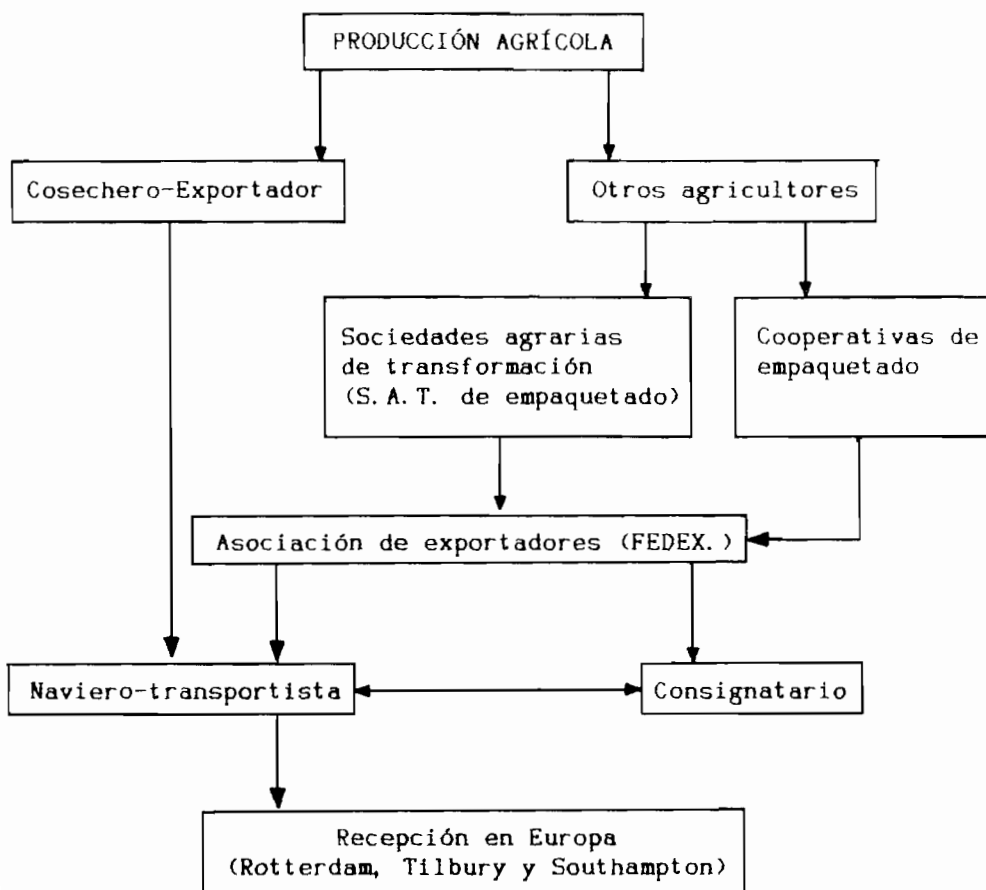 PRODUCCIÓN AGRÍCOLA
Cosechero-Exportador
Otros agricultores
Sociedades agrarias
de transformación
(S.A.T. de empaquetado)
Cooperativas de
empaquetado
Asociación de exportadores (FEDEX.)
Naviero-transportista
Consignatario
Recepción en Europa
(Rotterdam, Tilbury y Southampton)